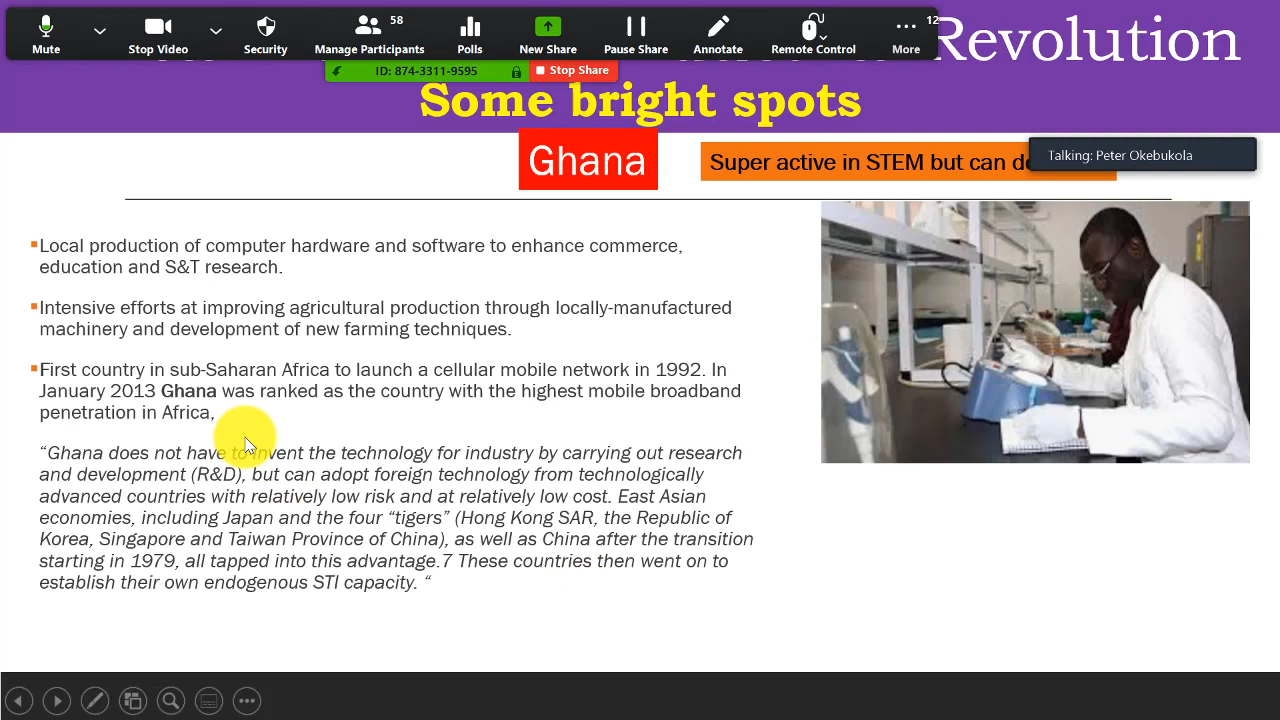 Mute
Stop Video
Security
58
Manage Participants
Polls
New Share
Pause Share
Annotate
Remote Control
12
More
Revolution
ID: 874-3311-9595
Stop Share
Some bright spots
Ghana
Super active in STEM but can
Talking: Peter Okebukola
Local production of computer hardware and software to enhance commerce,
education and S&T research.
Intensive efforts at improving agricultural production through locally-manufactured
machinery and development of new farming techniques.
First country in sub-Saharan Africa to launch a cellular mobile network in 1992. In
January 2013 Ghana was ranked as the country with the highest mobile broadband
penetration in Africa,
“Ghana does not have to invent the technology for industry by carrying out research
and development (R&D), but can adopt foreign technology from technologically
advanced countries with relatively low risk and at relatively low cost. East Asian
economies, including Japan and the four “tigers” (Hong Kong SAR, the Republic of
Korea, Singapore and Taiwan Province of China), as well as China after the transition
starting in 1979, all tapped into this advantage.7 These countries then went on to
establish their own endogenous STI capacity. “